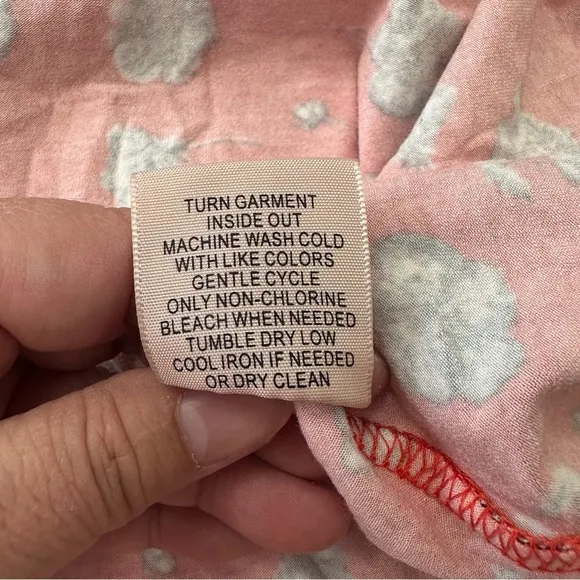 TURN GARMENT
INSIDE OUT
MACHINE WASH COLD
WITH LIKE COLORS
GENTLE CYCLE
ONLY NON-CHLORINE
BLEACH WHEN NEEDED
TUMBLE DRY LOW
COOL IRON IF NEEDED
OR DRY CLEAN